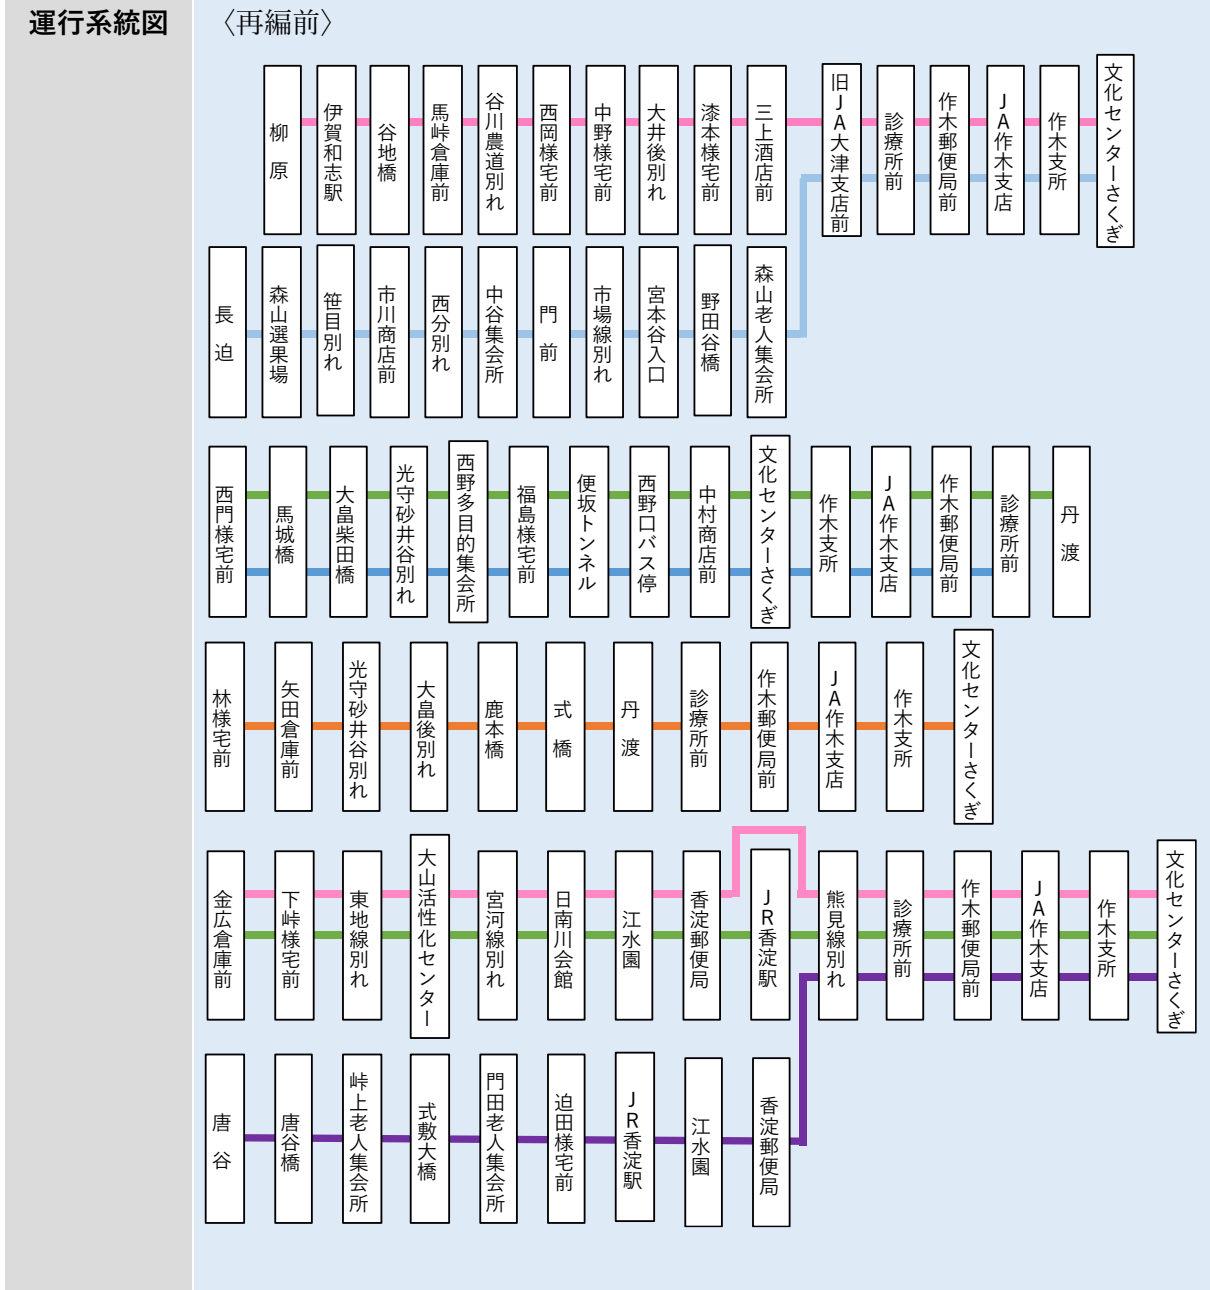 運行系統図
〈再編前〉
柳原
伊賀和志駅
谷地橋
馬峠倉庫前
谷川農道別れ
西岡様宅前
中野様宅前
大井後別れ
漆本様宅前
三上酒店前
旧JA大津支店前
診療所前
作木郵便局前
JA作木支店
作木支所
文化センターさくぎ
長迫
森山選果場
笹目別れ
市川商店前
西分別れ
中谷集会所
門前
市場線別れ
宮本谷入口
野田谷橋
森山老人集会所
西門様宅前
馬城橋
大畠柴田橋
光守砂井谷別れ
西野多目的集会所
福島様宅前
便坂トンネル
西野口バス停
中村商店前
文化センターさくぎ
作木支所
JA作木支店
作木郵便局前
診療所前
丹渡
林様宅前
矢田倉庫前
光守砂井谷別れ
大畠後別れ
鹿本橋
式橋
丹渡
診療所前
作木郵便局前
JA作木支店
作木支所
文化センターさくぎ
金広倉庫前
下峠様宅前
東地線別れ
大山活性化センター
宮河線別れ
日南川会館
江水園
香淀郵便局
JR香淀駅
熊見線別れ
診療所前
作木郵便局前
JA作木支店
作木支所
文化センターさくぎ
唐谷
唐谷橋
峠上老人集会所
式敷大橋
門田老人集会所
迫田様宅前
JR香淀駅
江水園
香淀郵便局